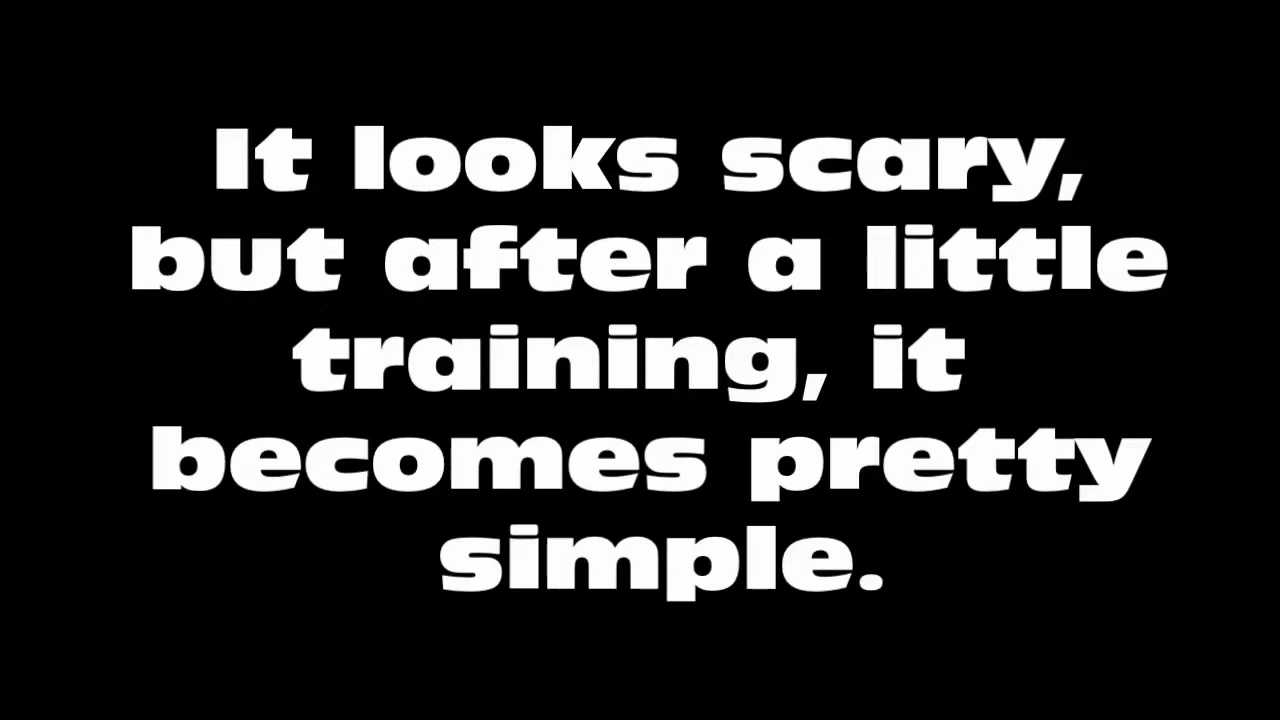 It looks scary,
but after a little
training, it
becomes pretty
simple.